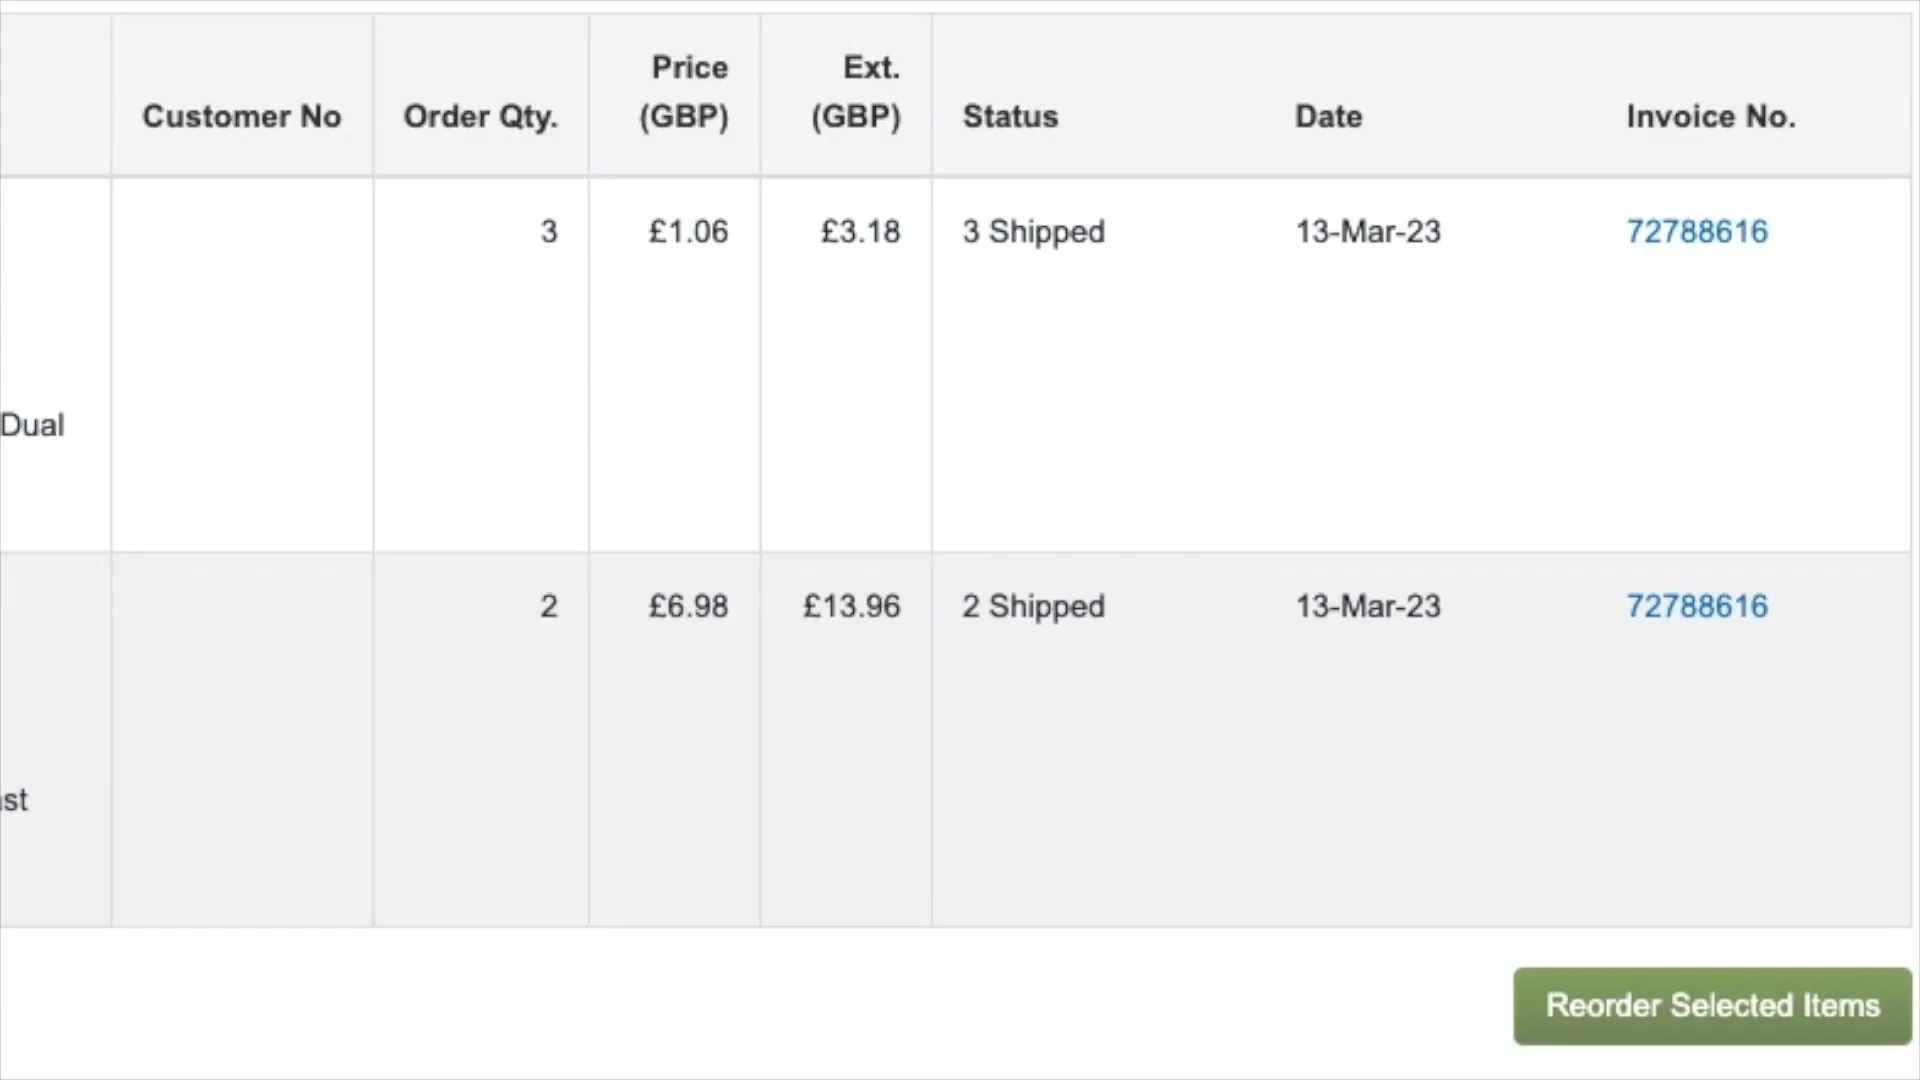 Customer No Order Qty. Price (GBP) Ext. (GBP) Status Date Invoice No.
3 £1.06 £3.18 3 Shipped 13-Mar-23 72788616
Dual
2 £6.98 £13.96 2 Shipped 13-Mar-23 72788616
Reorder Selected Items